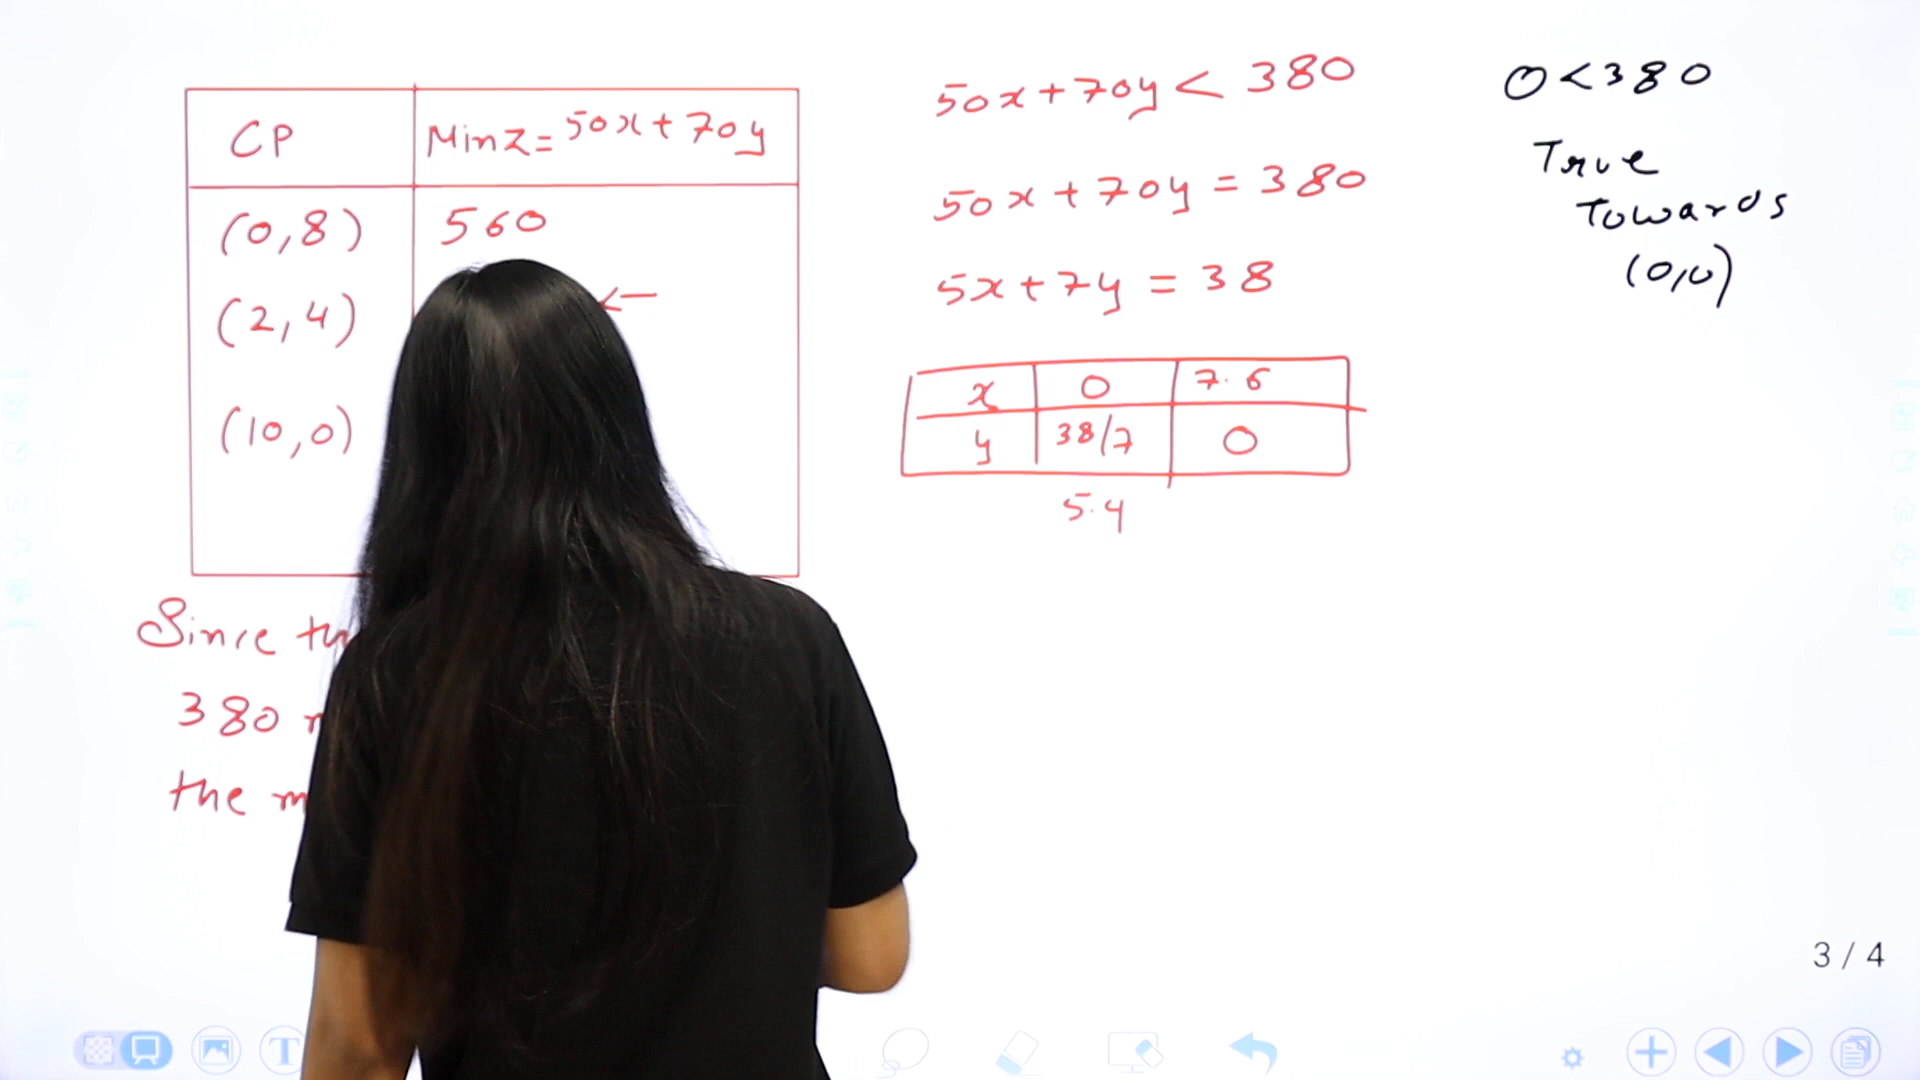 CP
Min Z = 50x + 70y
(0,8)
560
(2,4)
←
(10,0)
Since
380
the
50x + 70y < 380
50x + 70y = 380
5x + 7y = 38
x 0 7.6
y 38/7 0
5.4
0 < 380
True
Towards
(0,0)
3 / 4
T